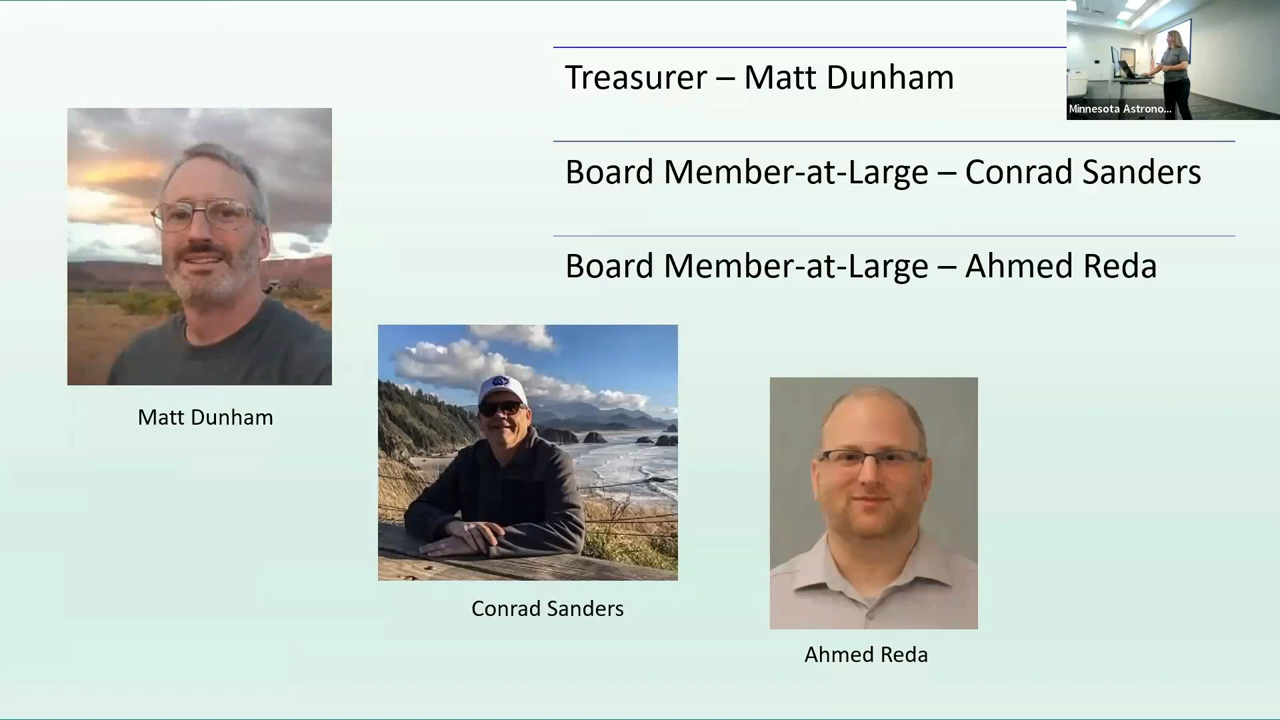 Treasurer – Matt Dunham
Minnesota Astrono...
Board Member-at-Large – Conrad Sanders
Board Member-at-Large – Ahmed Reda
Matt Dunham
Conrad Sanders
Ahmed Reda